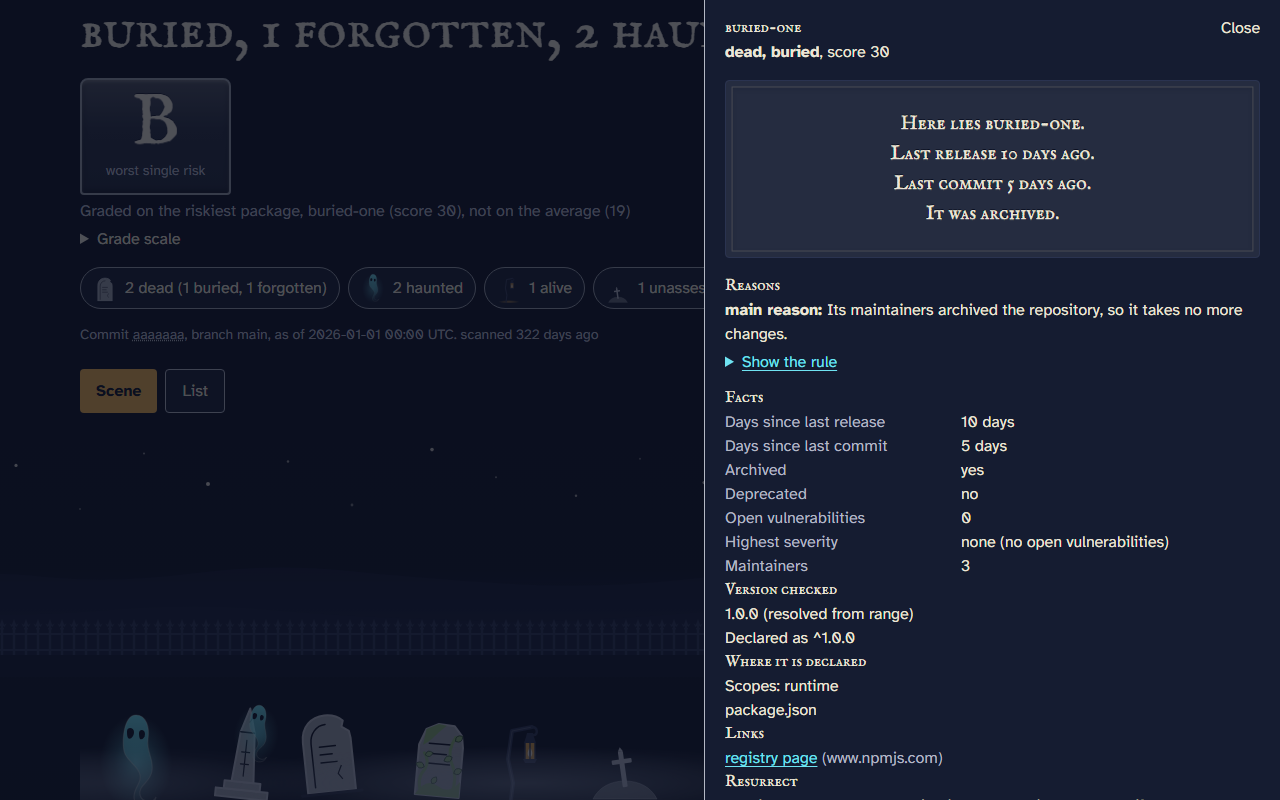 BURIED, 1 FORGOTTEN, 2 HAU
B
worst single risk
Graded on the riskiest package, buried-one (score 30), not on the average (19)
Grade scale
2 dead (1 buried, 1 forgotten)
2 haunted
1 alive
1 unasses
Commit aaaaaaa, branch main, as of 2026-01-01 00:00 UTC. scanned 322 days ago
Scene
List
buried-one
Close
dead, buried, score 30
Here lies buried-one.
Last release 10 days ago.
Last commit 5 days ago.
It was archived.
Reasons
main reason: Its maintainers archived the repository, so it takes no more
changes.
Show the rule
Facts
Days since last release 10 days
Days since last commit 5 days
Archived yes
Deprecated no
Open vulnerabilities 0
Highest severity none (no open vulnerabilities)
Maintainers 3
Version checked
1.0.0 (resolved from range)
Declared as ^1.0.0
Where it is declared
Scopes: runtime
package.json
Links
registry page (www.npmjs.com)
Resurrect